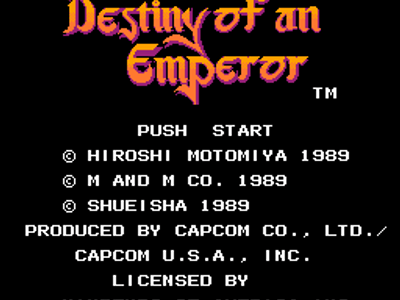 Destiny of an
Emperor
TM
PUSH START
© HIROSHI MOTOMIYA 1989
© M AND M CO. 1989
© SHUEISHA 1989
PRODUCED BY CAPCOM CO., LTD./
CAPCOM U.S.A., INC.
LICENSED BY